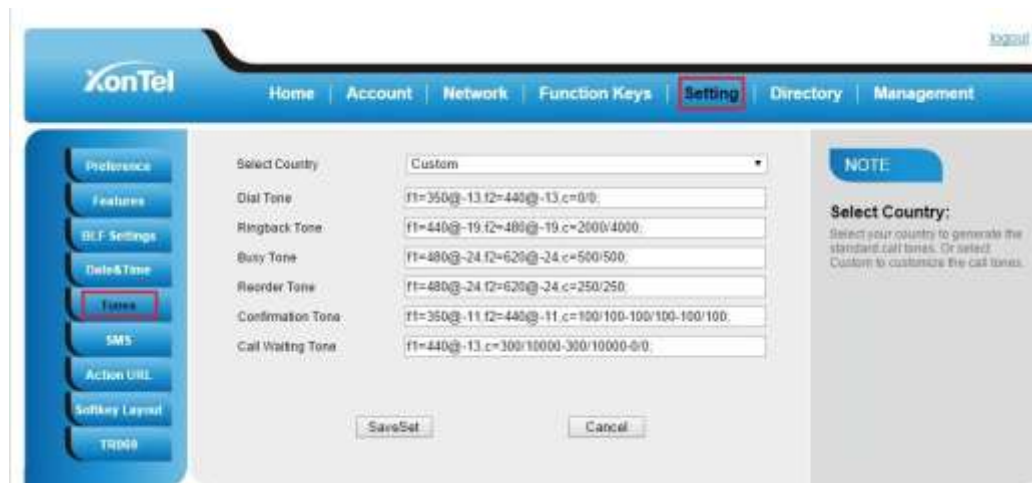 logout
XonTel
Home | Account | Network | Function Keys | Setting | Directory | Management
Preference
Features
BLF Settings
Date&Time
Tones
SMS
Action URL
Softkey Layout
TR069
Select Country Custom
Dial Tone f1=350@-13,f2=440@-13,c=0/0;
Ringback Tone f1=440@-19,f2=480@-19,c=2000/4000;
Busy Tone f1=480@-24,f2=620@-24,c=500/500;
Reorder Tone f1=480@-24,f2=620@-24,c=250/250;
Confirmation Tone f1=350@-11,f2=440@-11,c=100/100-100/100-100/100;
Call Waiting Tone f1=440@-13,c=300/10000-300/10000-0/0;
SaveSet Cancel
NOTE
Select Country:
Select your country to generate the
standard call tones. Or select
Custom to customize the call tones.